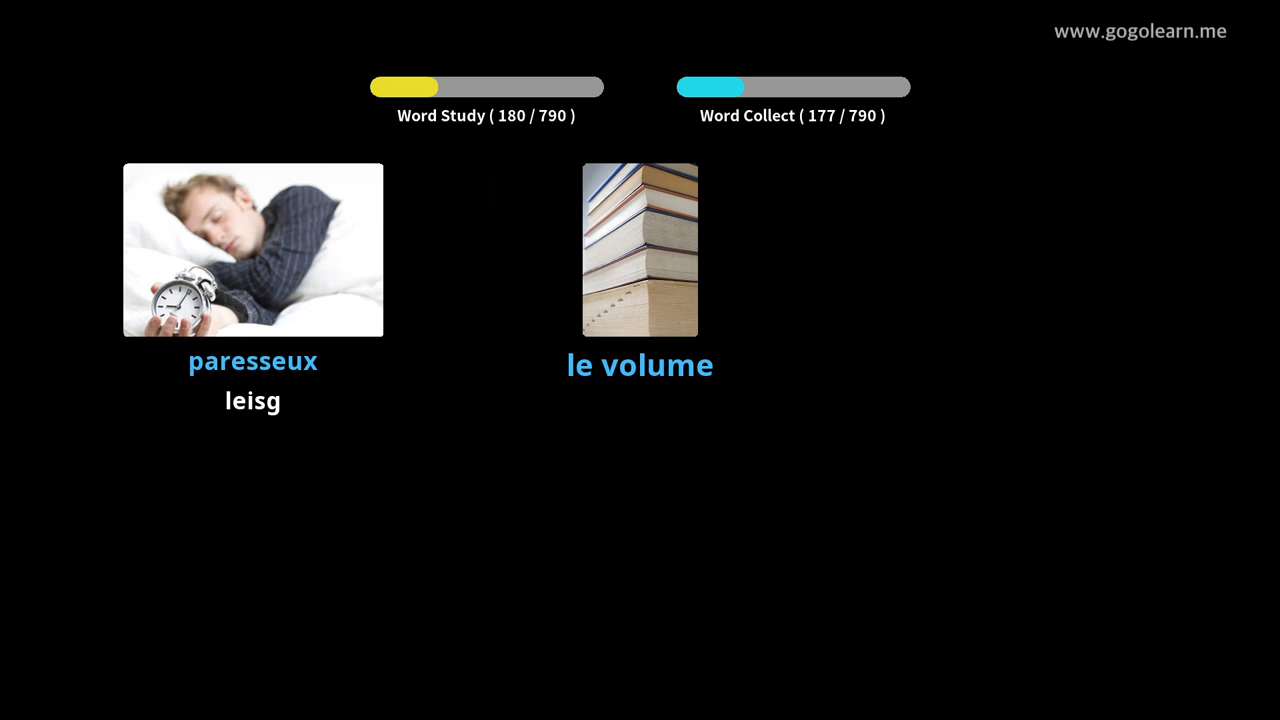 www.gogolearn.me
Word Study ( 180 / 790 )
Word Collect ( 177 / 790 )
paresseux
leisg
le volume